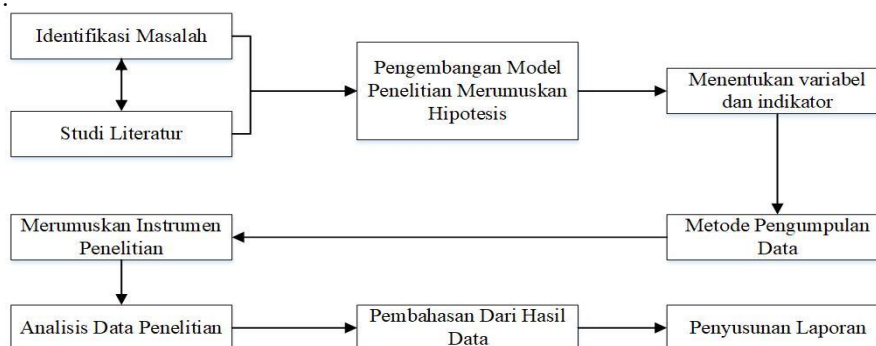 Identifikasi Masalah
Studi Literatur
Pengembangan Model
Penelitian Merumuskan
Hipotesis
Menentukan variabel
dan indikator
Metode Pengumpulan
Data
Merumuskan Instrumen
Penelitian
Analisis Data Penelitian
Pembahasan Dari Hasil
Data
Penyusunan Laporan